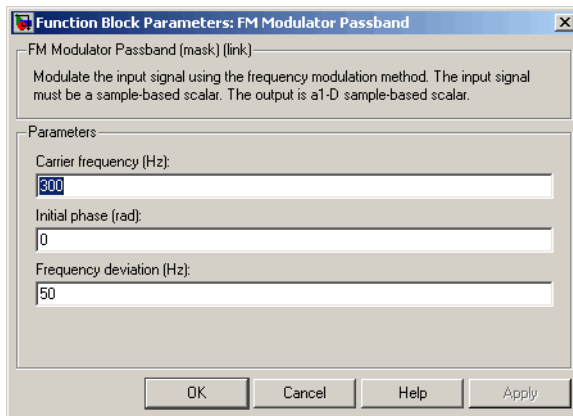 Function Block Parameters: FM Modulator Passband
FM Modulator Passband (mask) (link)
Modulate the input signal using the frequency modulation method. The input signal
must be a sample-based scalar. The output is a1-D sample-based scalar.
Parameters
Carrier frequency (Hz):
300
Initial phase (rad):
0
Frequency deviation (Hz):
50
OK Cancel Help Apply